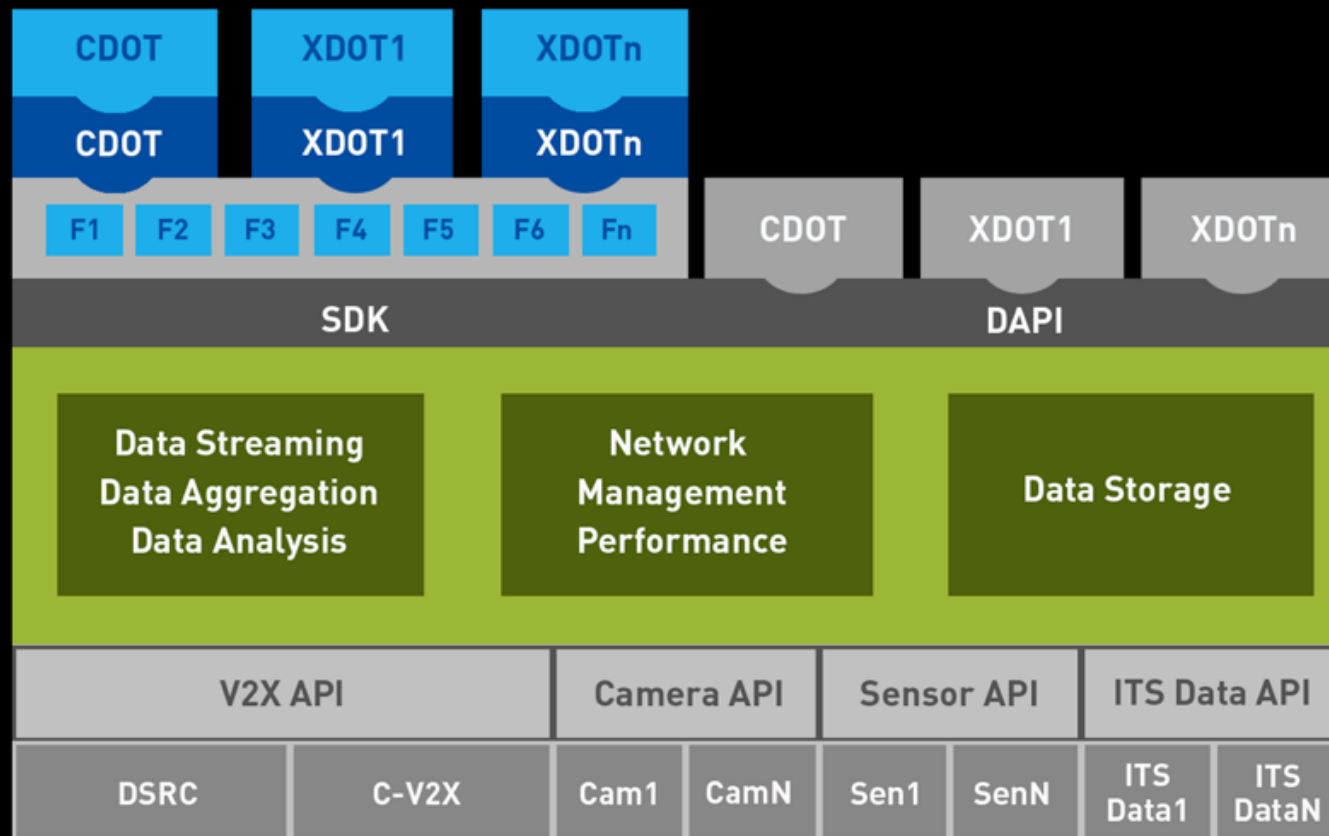 CDOT XDOT1 XDOTn
CDOT XDOT1 XDOTn
F1 F2 F3 F4 F5 F6 Fn
CDOT XDOT1 XDOTn
SDK DAPI
Data Streaming
Data Aggregation
Data Analysis
Network
Management
Performance
Data Storage
V2X API Camera API Sensor API ITS Data API
DSRC C-V2X Cam1 CamN Sen1 SenN
ITS
Data1
ITS
DataN